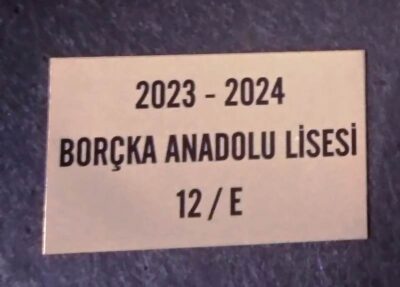 2023 - 2024
BORÇKA ANADOLU LİSESİ
12 / E